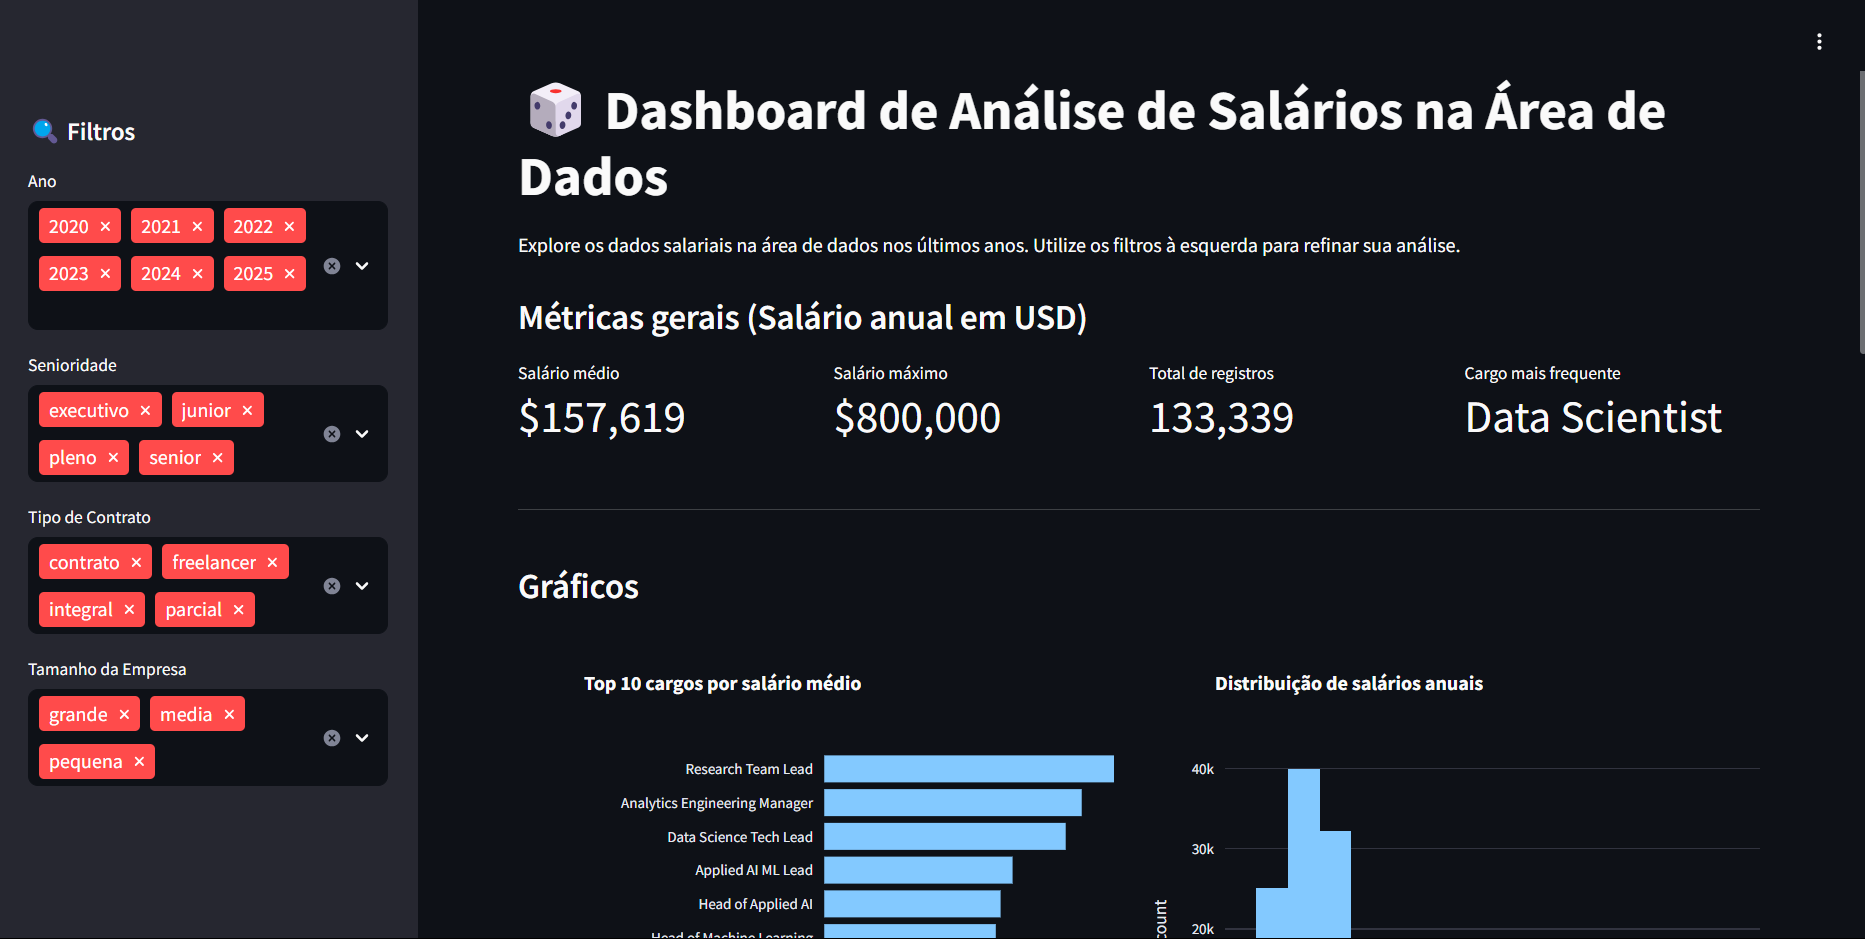 Filtros
Ano
2020 × 2021 × 2022 ×
2023 × 2024 × 2025 ×
Senioridade
executivo × junior ×
pleno × senior ×
Tipo de Contrato
contrato × freelancer ×
integral × parcial ×
Tamanho da Empresa
grande × media ×
pequena ×
Dashboard de Análise de Salários na Área de
Dados
Explore os dados salariais na área de dados nos últimos anos. Utilize os filtros à esquerda para refinar sua análise.
Métricas gerais (Salário anual em USD)
Salário médio
$157,619
Salário máximo
$800,000
Total de registros
133,339
Cargo mais frequente
Data Scientist
Gráficos
Top 10 cargos por salário médio
Research Team Lead
Analytics Engineering Manager
Data Science Tech Lead
Applied AI ML Lead
Head of Applied AI
Head of Machine Learning
Distribuição de salários anuais
40k
30k
20k
count